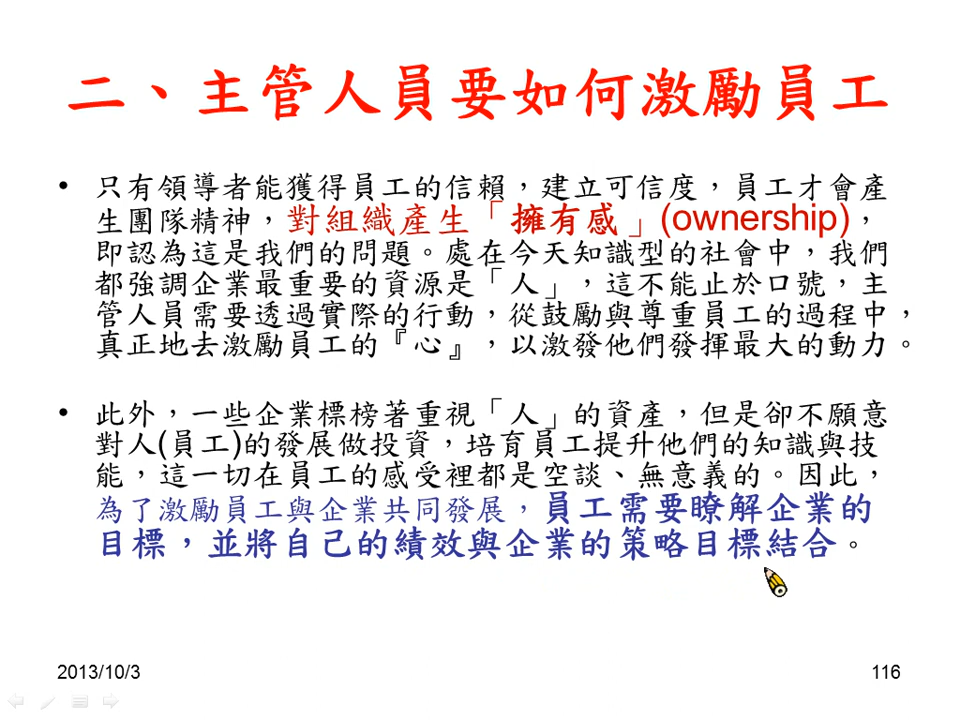 二、主管人員要如何激勵員工
• 只有領導者能獲得員工的信賴，建立可信度，員工才會產
生團隊精神，對組織產生「擁有感」(ownership)，
即認為這是我們的問題。處在今天知識型的社會中，我們
都強調企業最重要的資源是「人」，這不能止於口號，主
管人員需要透過實際的行動，從鼓勵與尊重員工的過程中，
真正地去激勵員工的『心』，以激發他們發揮最大的動力。
• 此外，一些企業標榜著重視「人」的資產，但是卻不願意
對人(員工)的發展做投資，培育員工提升他們的知識與技
能，這一切在員工的感受裡都是空談、無意義的。因此，
為了激勵員工與企業共同發展，員工需要瞭解企業的
目標，並將自己的績效與企業的策略目標結合。
2013/10/3
116